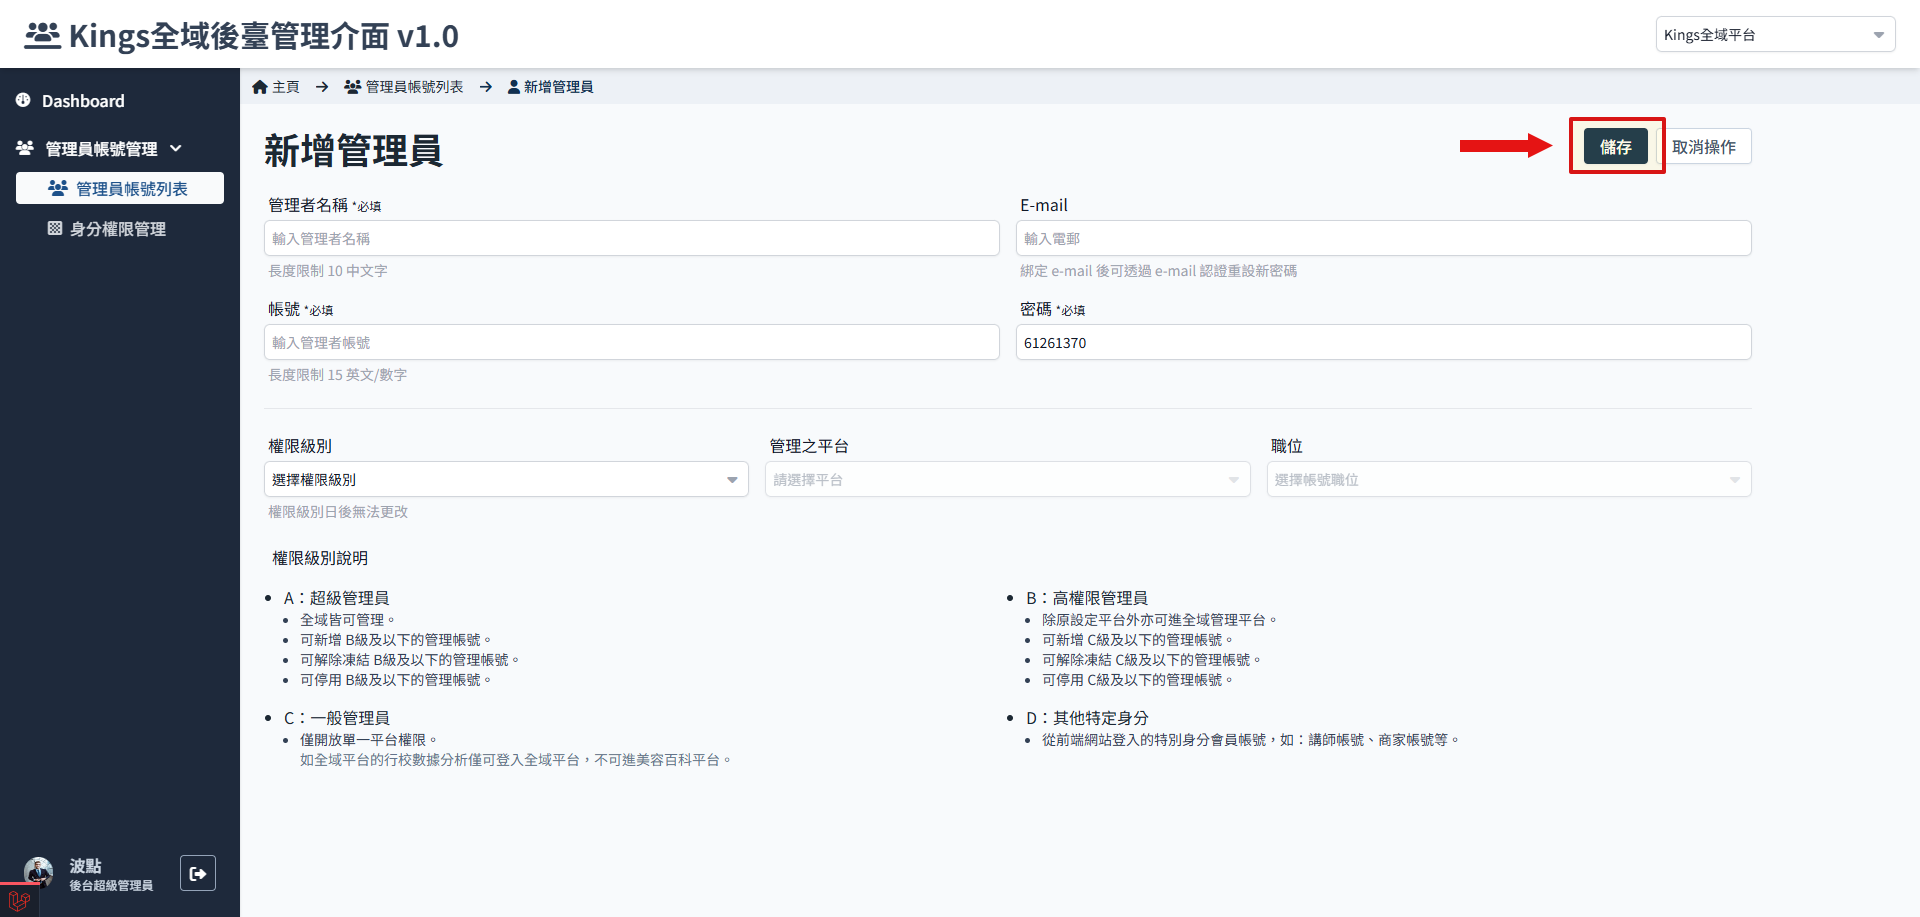 Kings全域後臺管理介面 v1.0
Kings全域平台
Dashboard
管理員帳號管理
管理員帳號列表
身分權限管理
主頁 → 管理員帳號列表 → 新增管理員
新增管理員
儲存
取消操作
管理者名稱 *必填
輸入管理者名稱
長度限制 10 中文字
E-mail
輸入電郵
綁定 e-mail 後可透過 e-mail 認證重設新密碼
帳號 *必填
輸入管理者帳號
長度限制 15 英文/數字
密碼 *必填
61261370
權限級別
選擇權限級別
權限級別日後無法更改
管理之平台
請選擇平台
職位
選擇帳號職位
權限級別說明
A：超級管理員
全域皆可管理。
可新增 B級及以下的管理帳號。
可解除凍結 B級及以下的管理帳號。
可停用 B級及以下的管理帳號。
B：高權限管理員
除原設定平台外亦可進全域管理平台。
可新增 C級及以下的管理帳號。
可解除凍結 C級及以下的管理帳號。
可停用 C級及以下的管理帳號。
C：一般管理員
僅開放單一平台權限。
如全域平台的行校數據分析僅可登入全域平台，不可進美容百科平台。
D：其他特定身分
從前端網站登入的特別身分會員帳號，如：講師帳號、商家帳號等。
波點
後台超級管理員